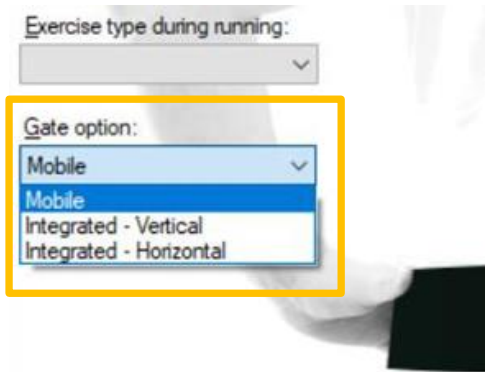 Exercise type during running:
Gate option:
Mobile
Mobile
Integrated - Vertical
Integrated - Horizontal